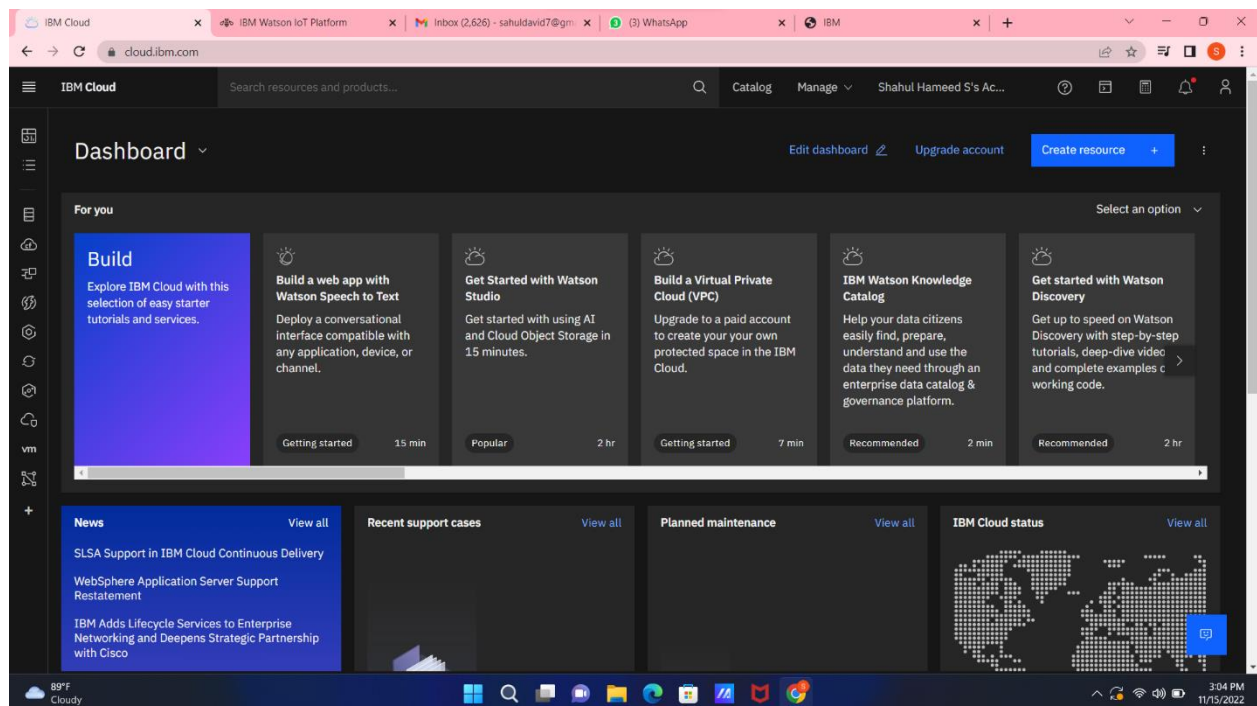 IBM Cloud
IBM Watson IoT Platform
Inbox (2,626) - sahuldavid7@gm
(3) WhatsApp
IBM
S
cloud.ibm.com
IBM Cloud
Search resources and products...
Catalog
Manage
Shahul Hameed S's Ac...
Dashboard
Edit dashboard
Upgrade account
Create resource +
For you
Select an option
Build
Explore IBM Cloud with this
selection of easy starter
tutorials and services.
Build a web app with
Watson Speech to Text
Deploy a conversational
interface compatible with
any application, device, or
channel.
Getting started 15 min
Get Started with Watson
Studio
Get started with using AI
and Cloud Object Storage in
15 minutes.
Popular 2 hr
Build a Virtual Private
Cloud (VPC)
Upgrade to a paid account
to create your your own
protected space in the IBM
Cloud.
Getting started 7 min
IBM Watson Knowledge
Catalog
Help your data citizens
easily find, prepare,
understand and use the
data they need through an
enterprise data catalog &
governance platform.
Recommended 2 min
Get started with Watson
Discovery
Get up to speed on Watson
Discovery with step-by-step
tutorials, deep-dive video
and complete examples
working code.
Recommended 2 hr
vm
News View all
SLSA Support in IBM Cloud Continuous Delivery
WebSphere Application Server Support
Restatement
IBM Adds Lifecycle Services to Enterprise
Networking and Deepens Strategic Partnership
with Cisco
Recent support cases View all
Planned maintenance View all
IBM Cloud status View all
89°F
Cloudy
3:04 PM
11/15/2022